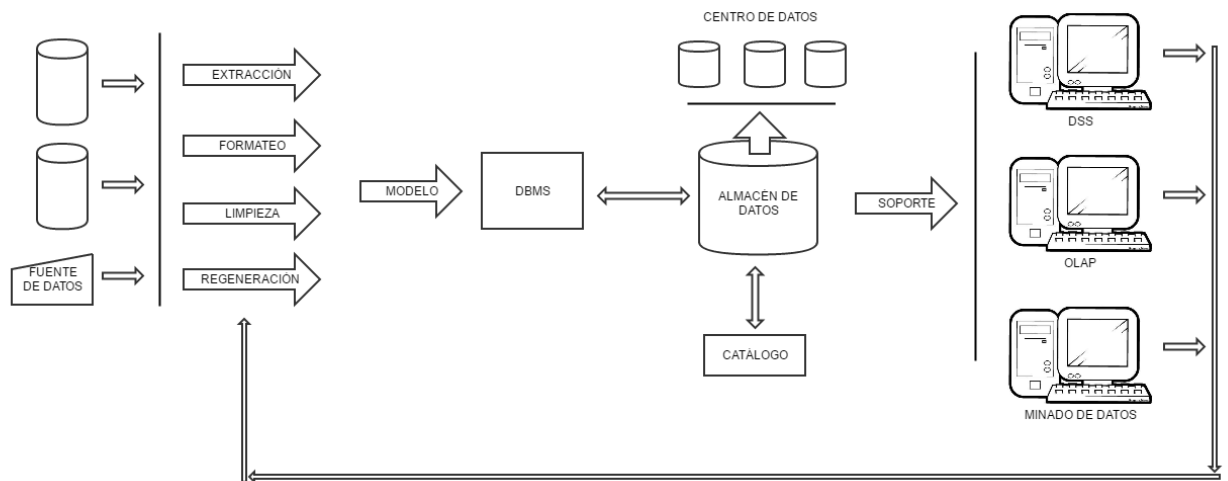 CENTRO DE DATOS
EXTRACCIÓN
FORMATEO
LIMPIEZA
REGENERACIÓN
FUENTE
DE DATOS
MODELO
DBMS
ALMACÉN DE
DATOS
CATÁLOGO
SOPORTE
DSS
OLAP
MINADO DE DATOS